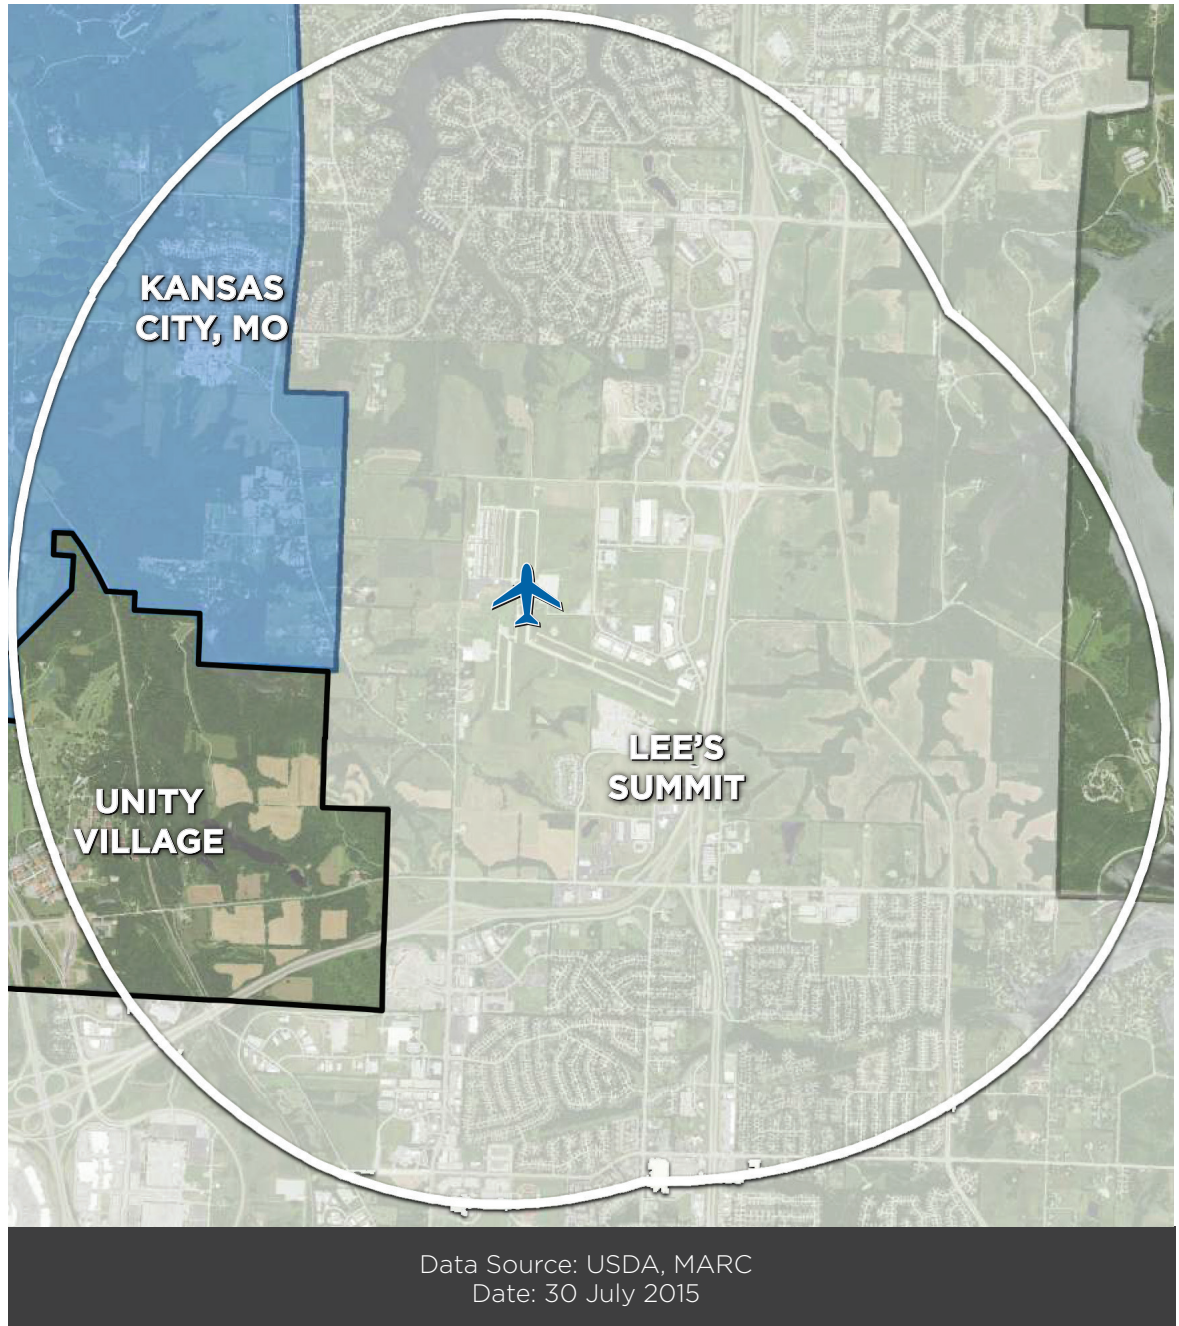 KANSAS
CITY, MO
LEE'S
SUMMIT
UNITY
VILLAGE
Data Source: USDA, MARC
Date: 30 July 2015